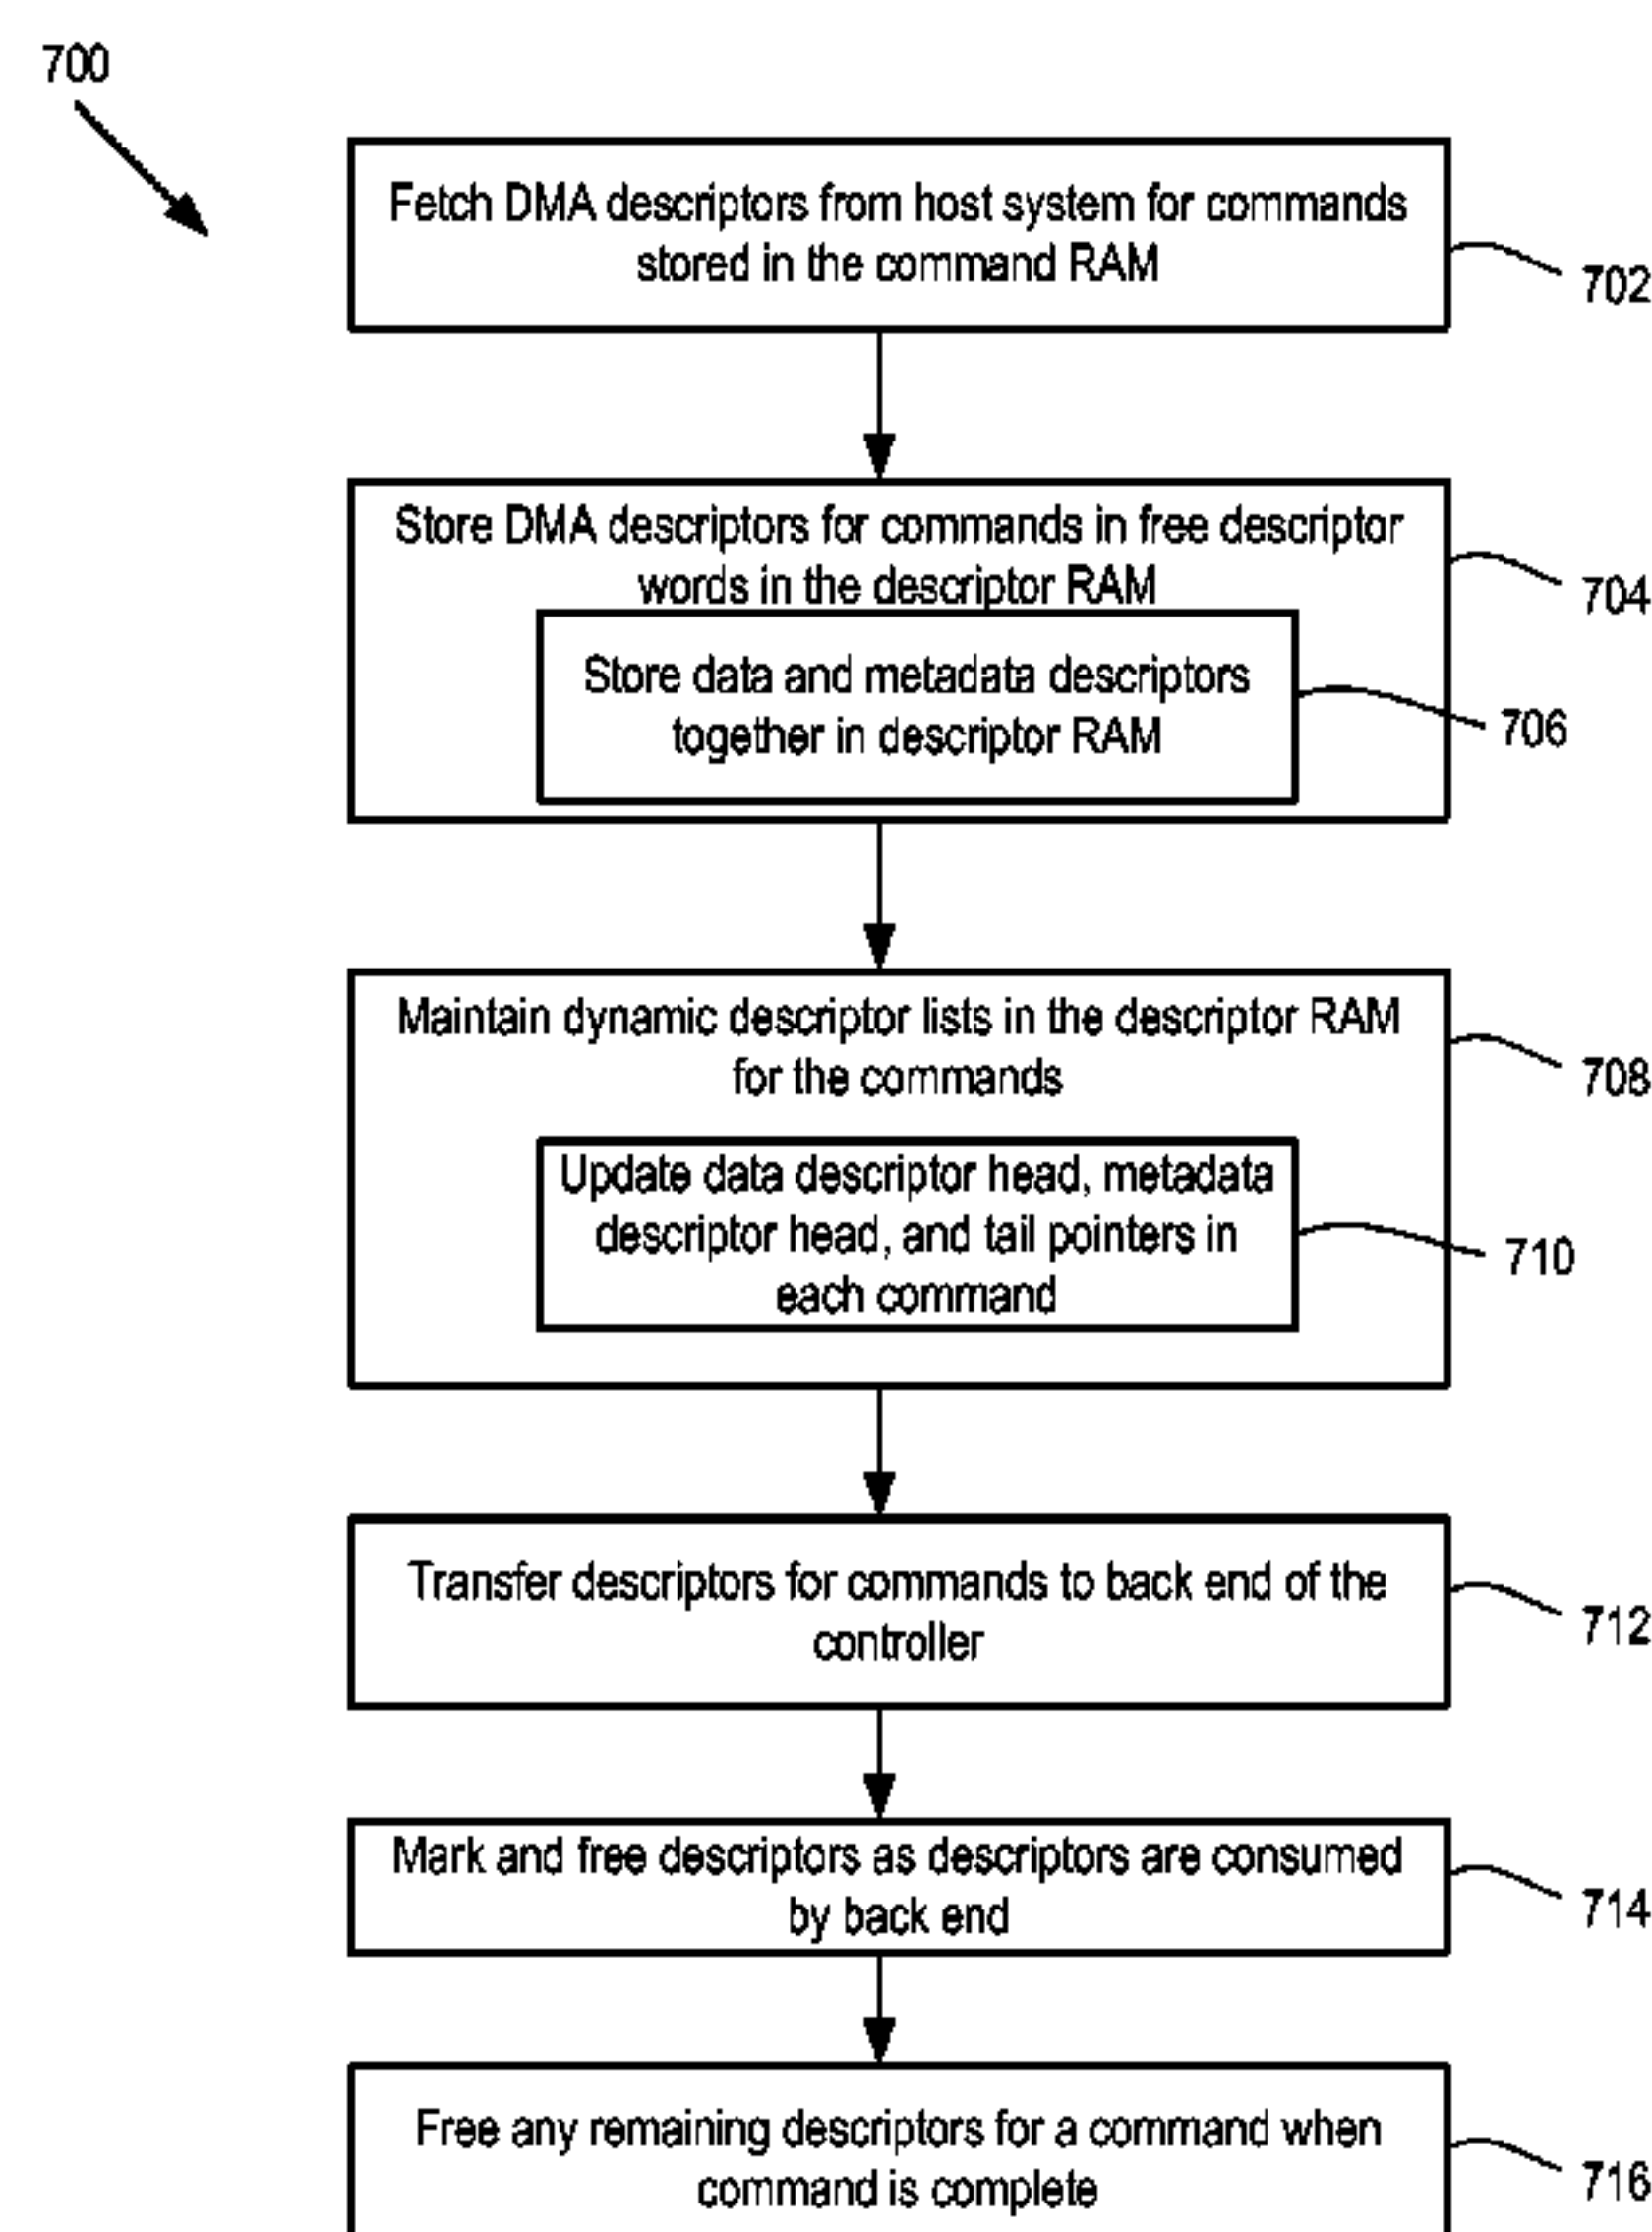 700
Fetch DMA descriptors from host system for commands
stored in the command RAM
702
Store DMA descriptors for commands in free descriptor
words in the descriptor RAM
704
Store data and metadata descriptors
together in descriptor RAM
706
Maintain dynamic descriptor lists in the descriptor RAM
for the commands
708
Update data descriptor head, metadata
descriptor head, and tail pointers in
each command
710
Transfer descriptors for commands to back end of the
controller
712
Mark and free descriptors as descriptors are consumed
by back end
714
Free any remaining descriptors for a command when
command is complete
716